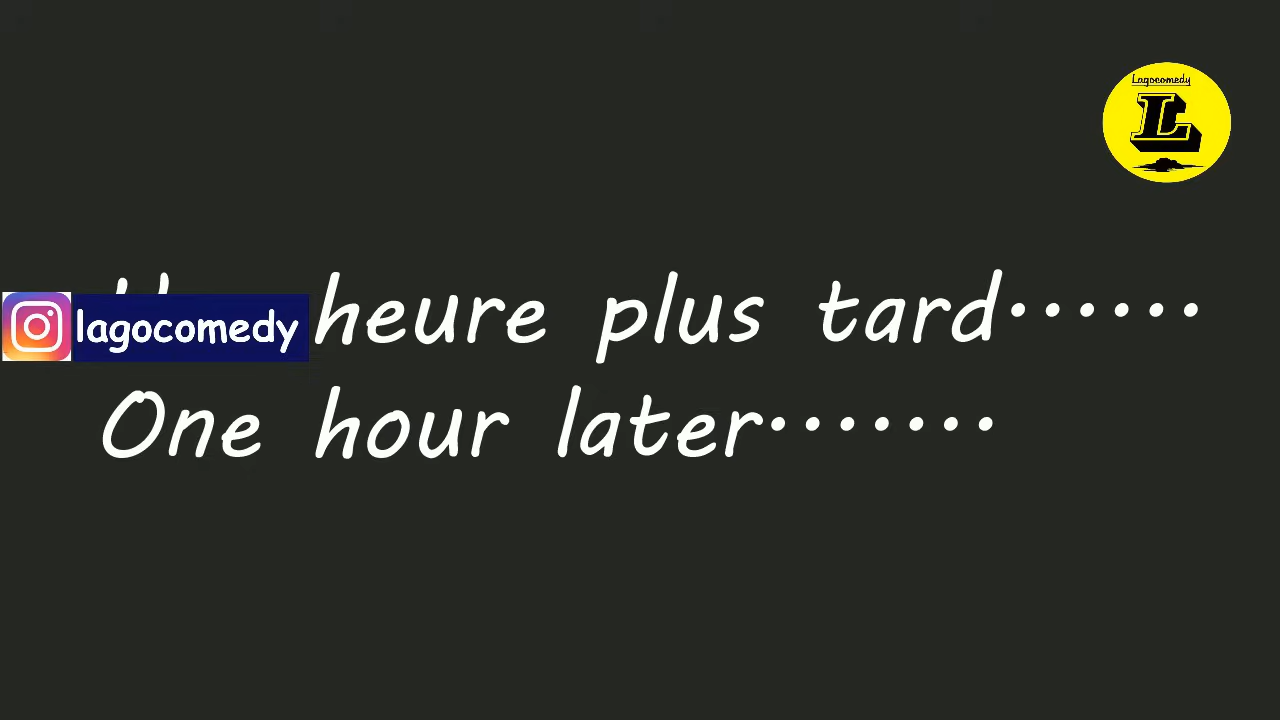 Lagocomedy
L
heure plus tard......
lagocomedy
One hour later.......